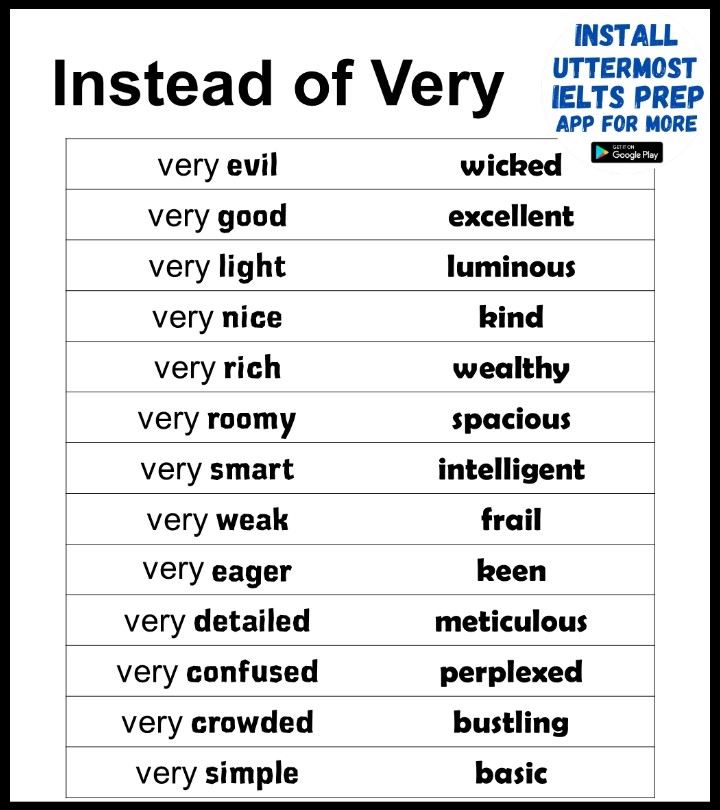 Instead of Very
INSTALL
UTTERMOST
IELTS PREP
APP FOR MORE
GET IT ON
Google Play
very evil wicked
very good excellent
very light luminous
very nice kind
very rich wealthy
very roomy spacious
very smart intelligent
very weak frail
very eager keen
very detailed meticulous
very confused perplexed
very crowded bustling
very simple basic